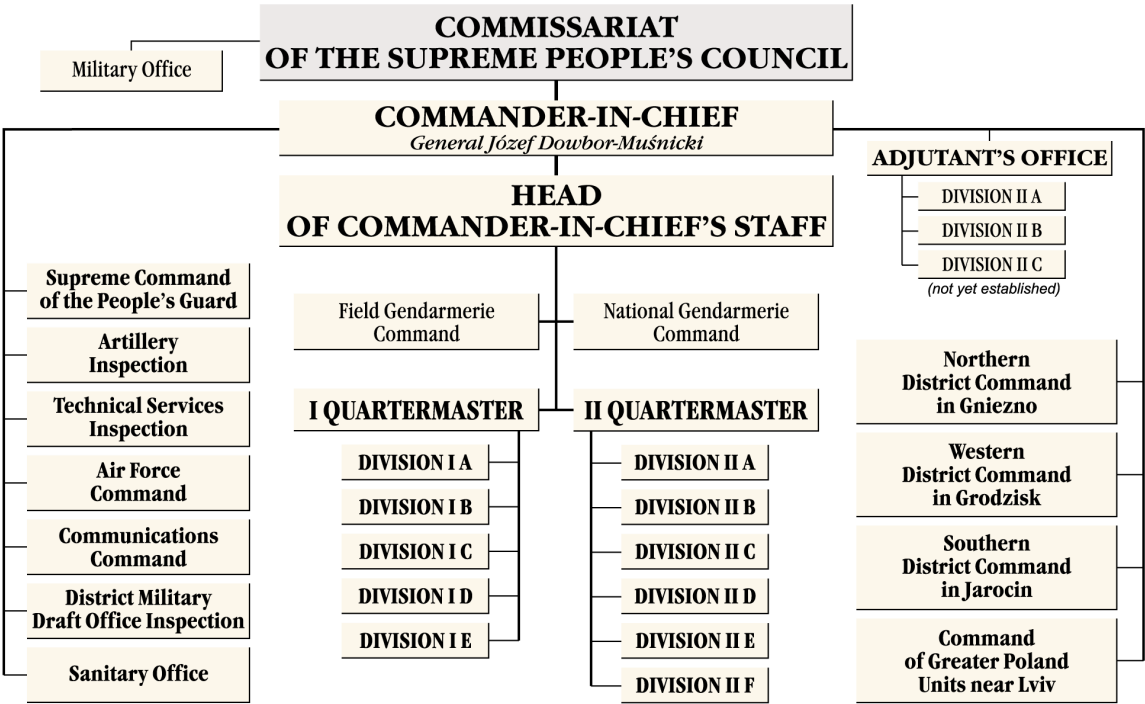 COMMISSARIAT
OF THE SUPREME PEOPLE'S COUNCIL
Military Office
COMMANDER-IN-CHIEF
General Józef Dowbor-Muśnicki
HEAD
OF COMMANDER-IN-CHIEF'S STAFF
ADJUTANT'S OFFICE
DIVISION II A
DIVISION II B
DIVISION II C
(not yet established)
Supreme Command
of the People's Guard
Artillery
Inspection
Technical Services
Inspection
Air Force
Command
Communications
Command
District Military
Draft Office Inspection
Sanitary Office
Field Gendarmerie
Command
National Gendarmerie
Command
I QUARTERMASTER
DIVISION I A
DIVISION I B
DIVISION I C
DIVISION I D
DIVISION I E
II QUARTERMASTER
DIVISION II A
DIVISION II B
DIVISION II C
DIVISION II D
DIVISION II E
DIVISION II F
Northern
District Command
in Gniezno
Western
District Command
in Grodzisk
Southern
District Command
in Jarocin
Command
of Greater Poland
Units near Lviv